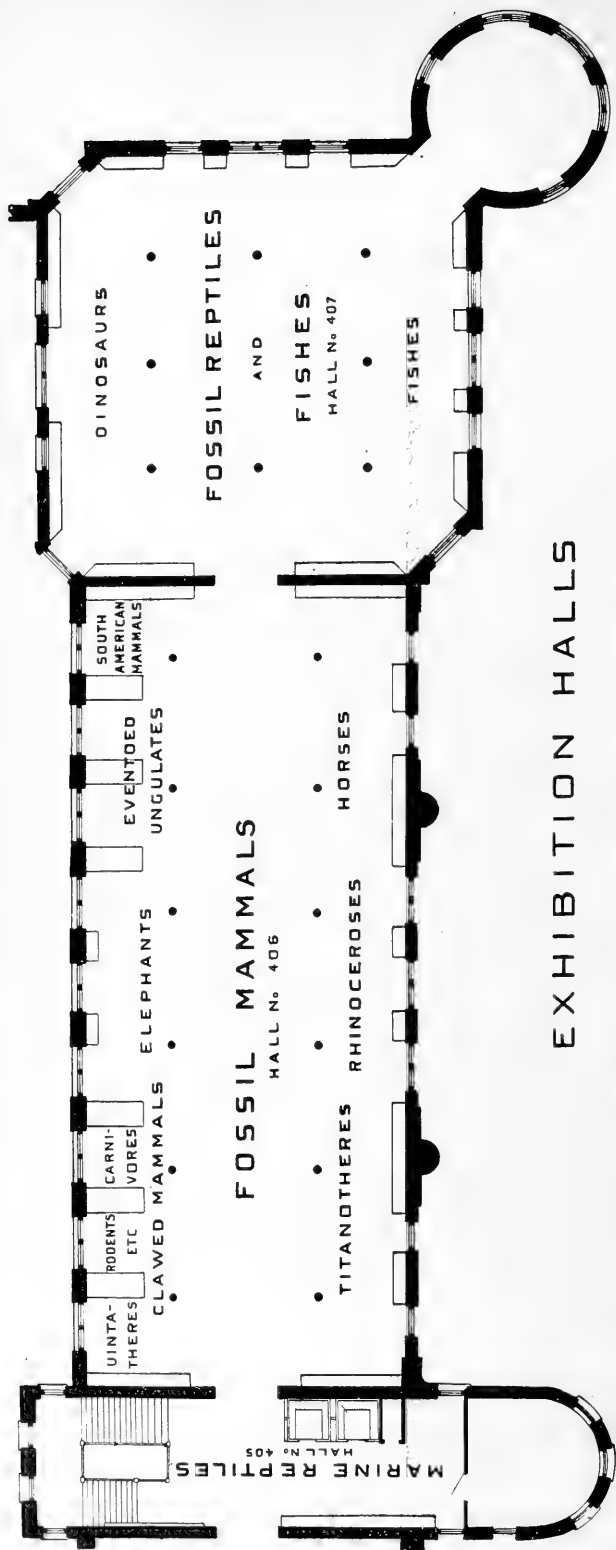 DINOSAURS
FOSSIL REPTILES
AND
FISHES
HALL No. 407
FISHES
SOUTH
AMERICAN
MAMMALS
EVENTOED
UNGULATES
ELEPHANTS
CARNI-
VORES
RODENTS
ETC
CLAWED MAMMALS
UINTA-
THERES
FOSSIL MAMMALS
HALL No. 406
HORSES
RHINOCEROSES
TITANOTHERES
MARINE REPTILES
HALL No. 405
EXHIBITION HALLS